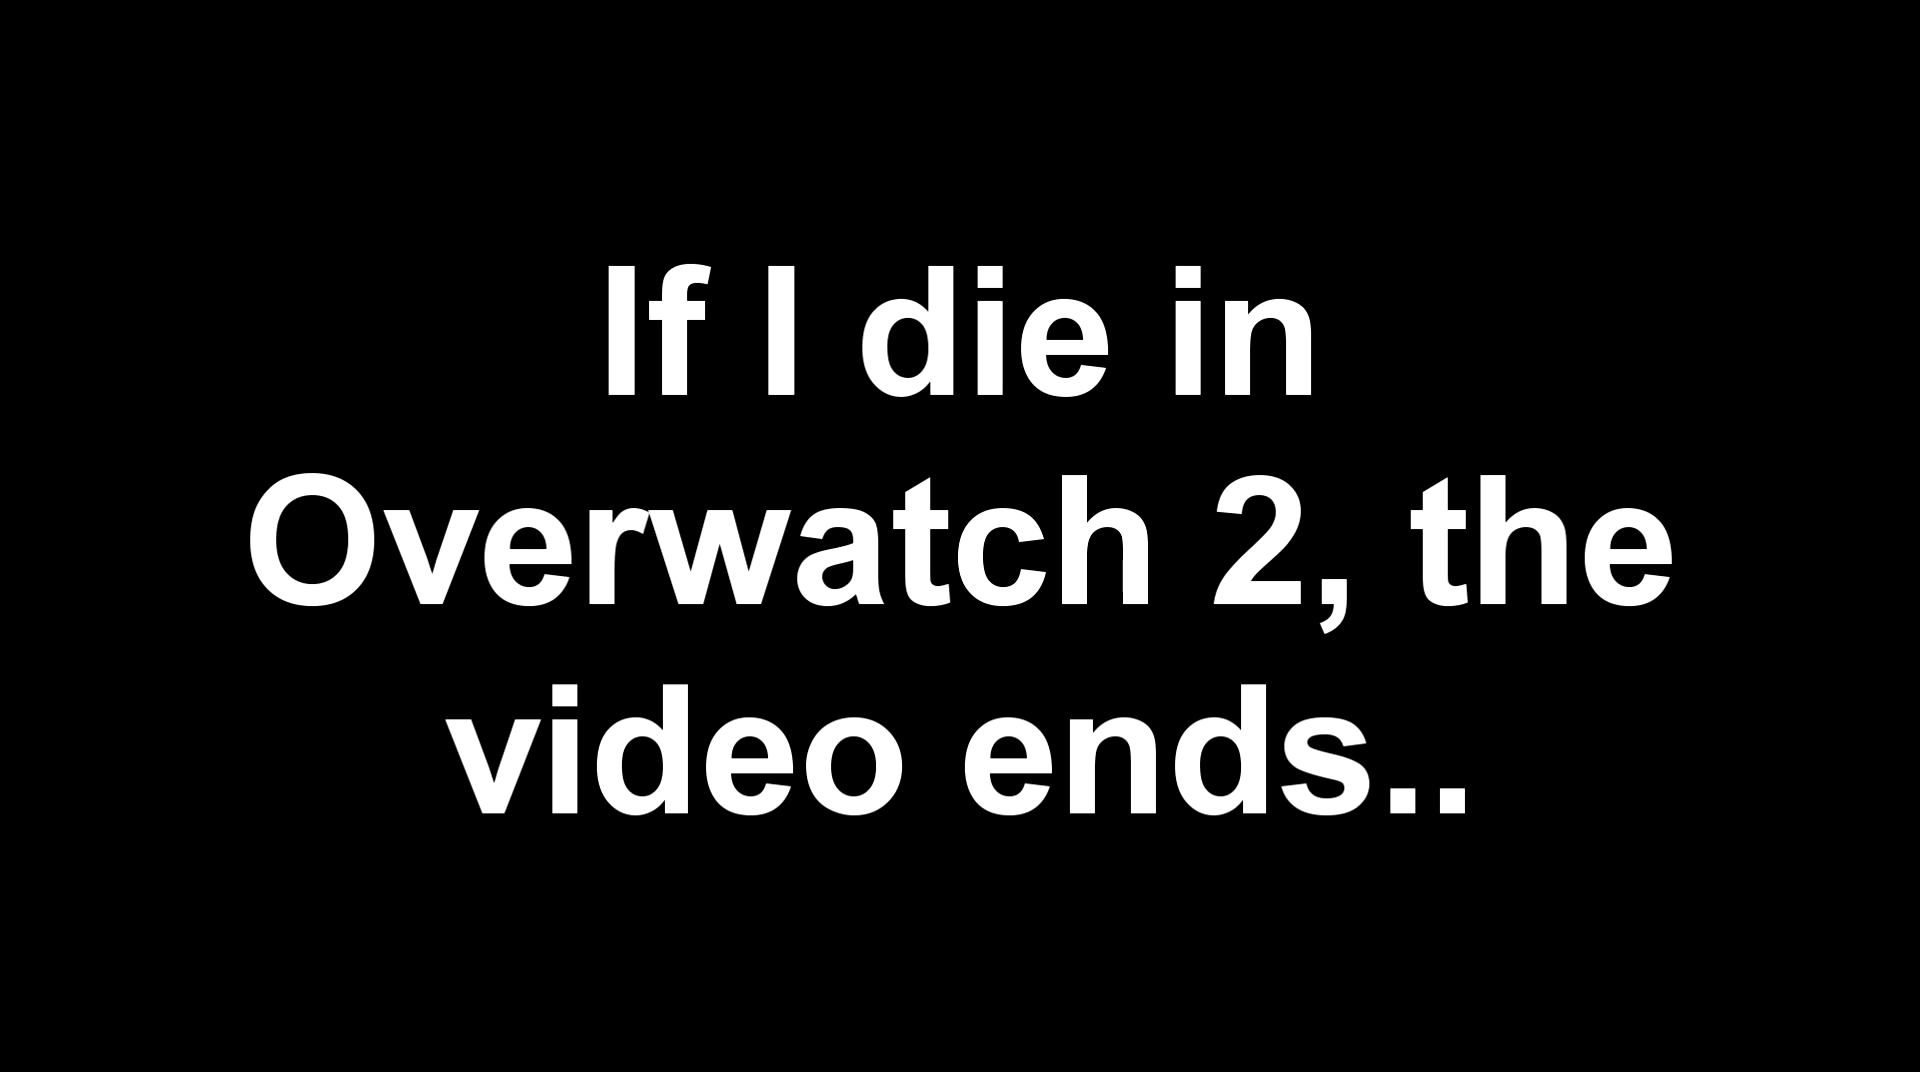 If I die in
Overwatch 2, the
video ends..